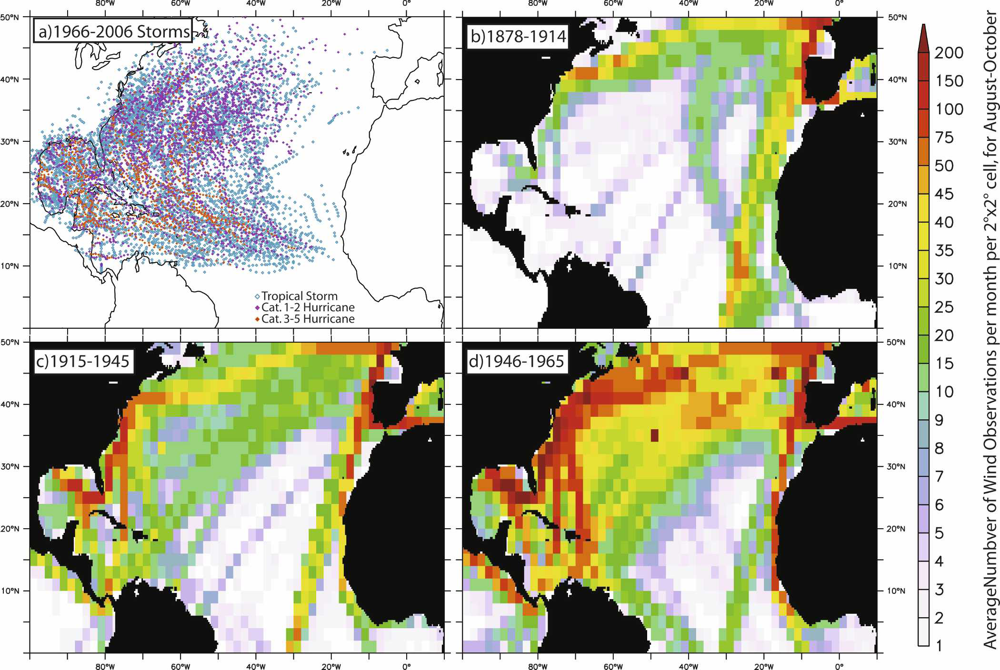 80°W 60°W 40°W 20°W 0°
80°W 60°W 40°W 20°W 0°
50°N
40°N
30°N
20°N
10°N
a)1966-2006 Storms
Tropical Storm
Cat. 1-2 Hurricane
Cat. 3-5 Hurricane
b)1878-1914
50°N
40°N
30°N
20°N
10°N
50°N
40°N
30°N
20°N
10°N
c)1915-1945
d)1946-1965
50°N
40°N
30°N
20°N
10°N
80°W 60°W 40°W 20°W 0°
80°W 60°W 40°W 20°W 0°
200
150
100
75
50
45
40
35
30
25
20
15
10
9
8
7
6
5
4
3
2
1
AverageNumbver of Wind Observations per month per 2°x2° cell, for August-October